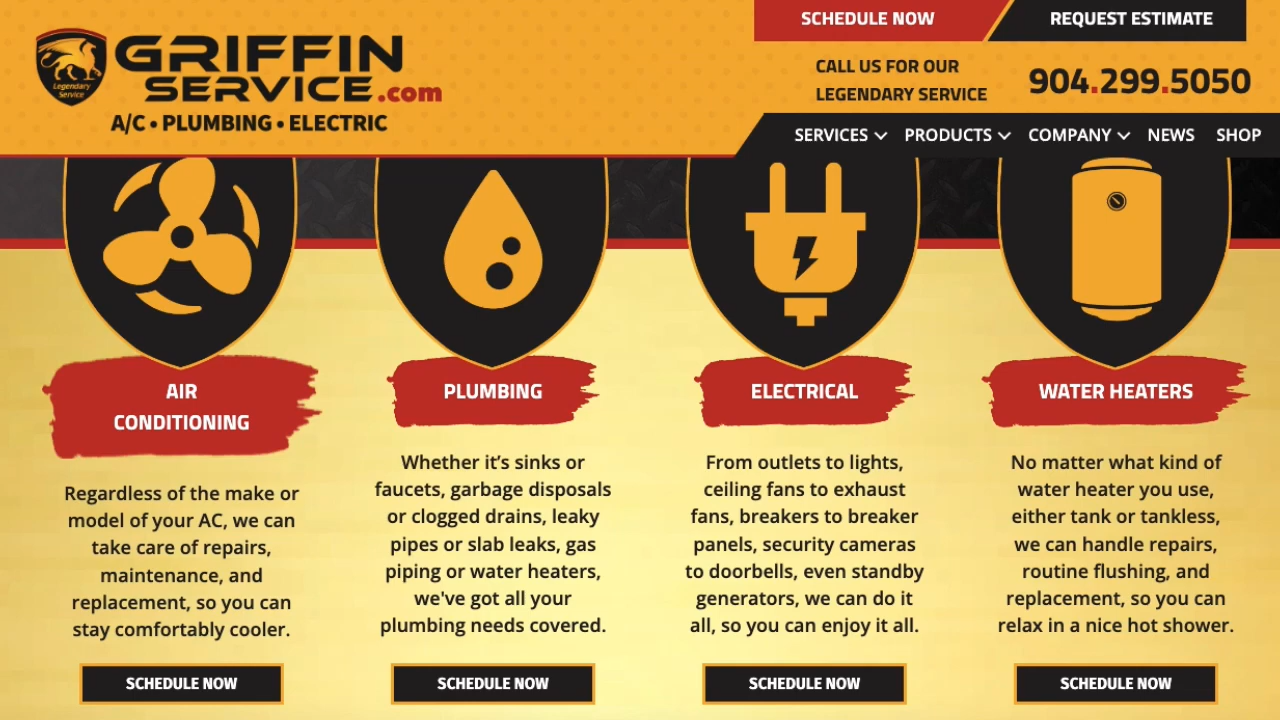 SCHEDULE NOW
REQUEST ESTIMATE
Legendary
Service
GRIFFIN
SERVICE.com
A/C • PLUMBING • ELECTRIC
CALL US FOR OUR
LEGENDARY SERVICE
904.299.5050
SERVICES
PRODUCTS
COMPANY
NEWS
SHOP
AIR
CONDITIONING
Regardless of the make or
model of your AC, we can
take care of repairs,
maintenance, and
replacement, so you can
stay comfortably cooler.
SCHEDULE NOW
PLUMBING
Whether it’s sinks or
faucets, garbage disposals
or clogged drains, leaky
pipes or slab leaks, gas
piping or water heaters,
we've got all your
plumbing needs covered.
SCHEDULE NOW
ELECTRICAL
From outlets to lights,
ceiling fans to exhaust
fans, breakers to breaker
panels, security cameras
to doorbells, even standby
generators, we can do it
all, so you can enjoy it all.
SCHEDULE NOW
WATER HEATERS
No matter what kind of
water heater you use,
either tank or tankless,
we can handle repairs,
routine flushing, and
replacement, so you can
relax in a nice hot shower.
SCHEDULE NOW